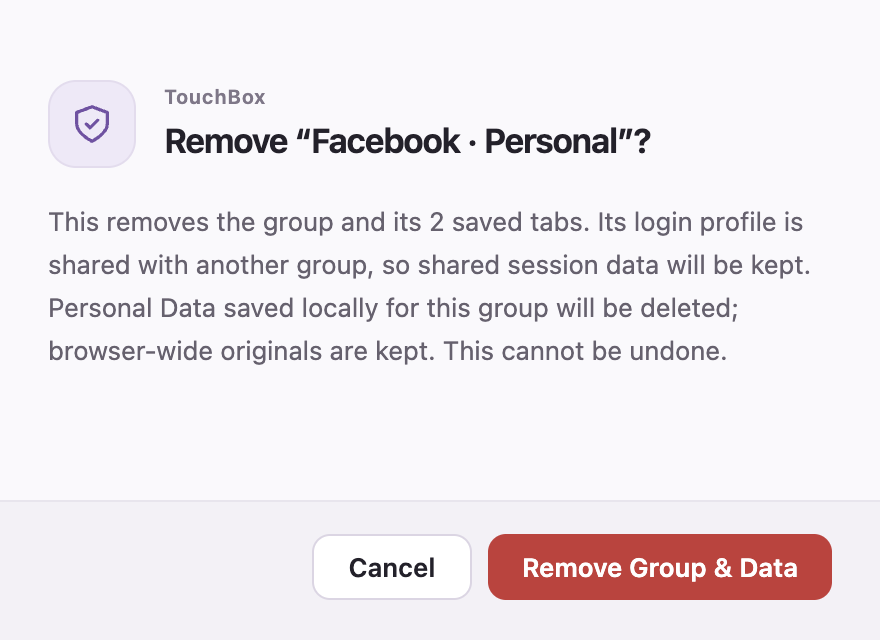 TouchBox
Remove “Facebook · Personal”?
This removes the group and its 2 saved tabs. Its login profile is
shared with another group, so shared session data will be kept.
Personal Data saved locally for this group will be deleted;
browser-wide originals are kept. This cannot be undone.
Cancel
Remove Group & Data